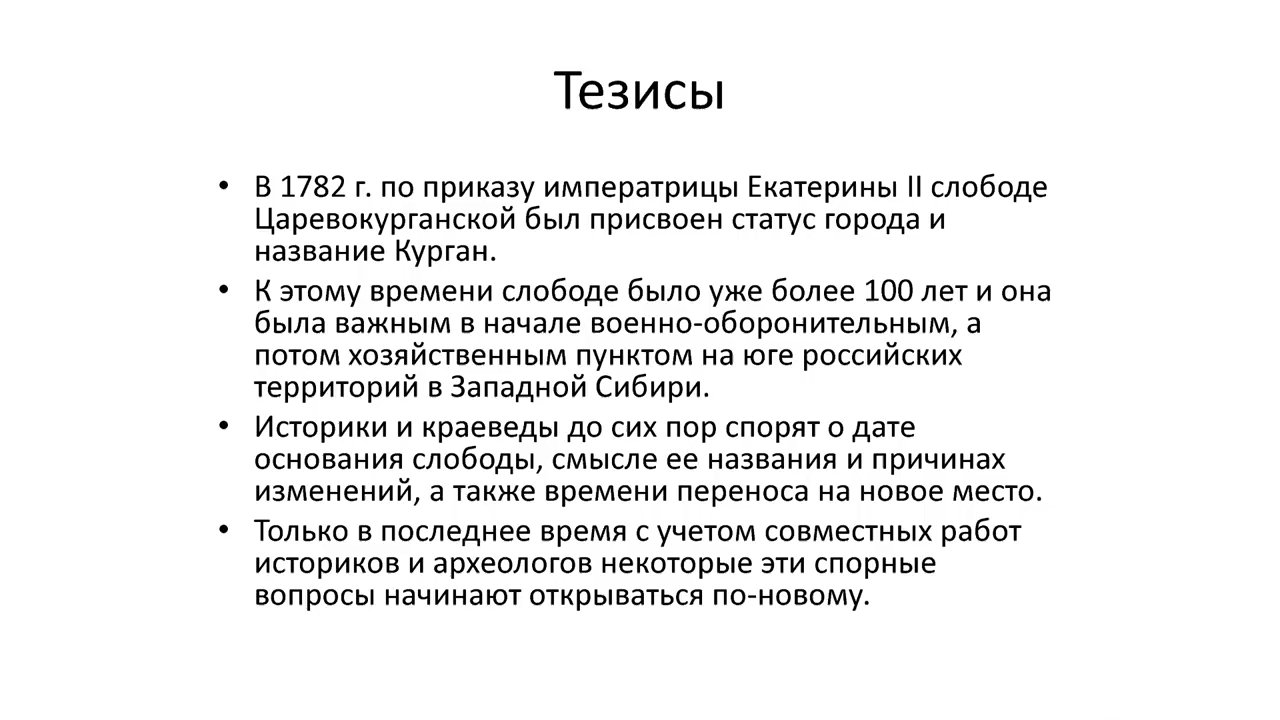 Тезисы
• В 1782 г. по приказу императрицы Екатерины II слободе
Царевокурганской был присвоен статус города и
название Курган.
• К этому времени слободе было уже более 100 лет и она
была важным в начале военно-оборонительным, а
потом хозяйственным пунктом на юге российских
территорий в Западной Сибири.
• Историки и краеведы до сих пор спорят о дате
основания слободы, смысле ее названия и причинах
изменений, а также времени переноса на новое место.
• Только в последнее время с учетом совместных работ
историков и археологов некоторые эти спорные
вопросы начинают открываться по-новому.